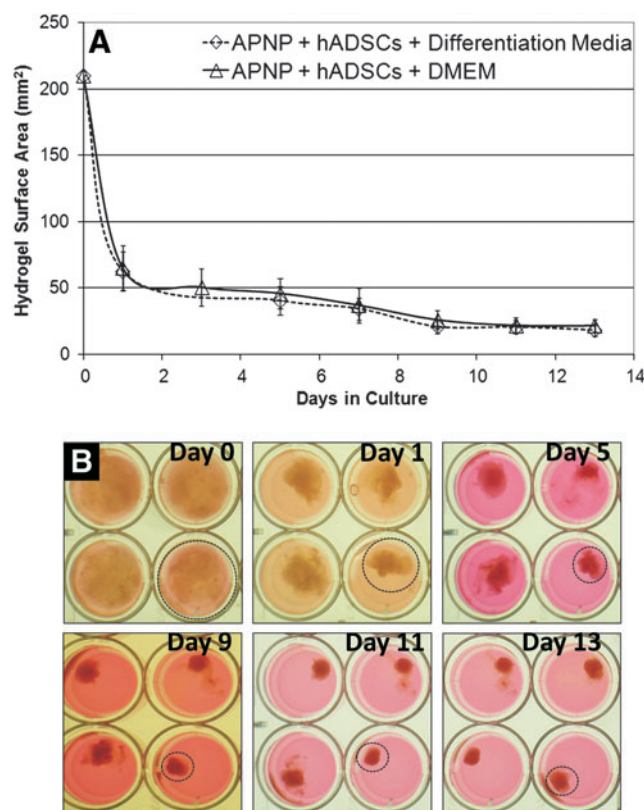 A
APNP + hADSCs + Differentiation Media
APNP + hADSCs + DMEM
Hydrogel Surface Area (mm²)
250
200
150
100
50
0
0 2 4 6 8 10 12 14
Days in Culture
B
Day 0 Day 1 Day 5
Day 9 Day 11 Day 13